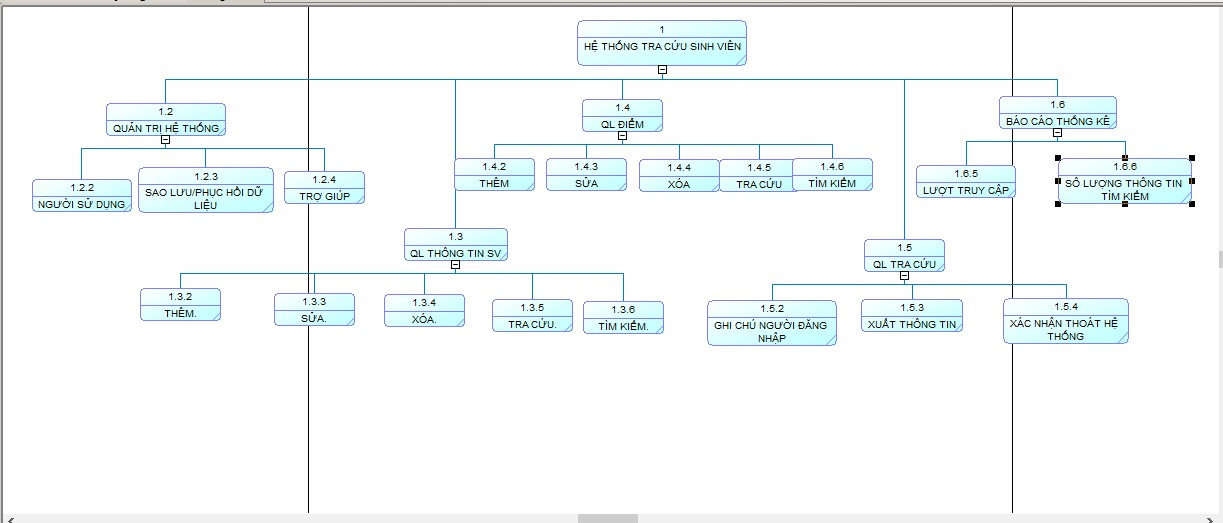 1
HỆ THỐNG TRA CỨU SINH VIÊN
1.2
QUẢN TRỊ HỆ THỐNG
1.4
QL ĐIỂM
1.6
BÁO CÁO THỐNG KÊ
1.2.2
NGƯỜI SỬ DỤNG
1.2.3
SAO LƯU/PHỤC HỒI DỮ
LIỆU
1.2.4
TRỢ GIÚP
1.4.2
THÊM
1.4.3
SỬA
1.4.4
XÓA
1.4.5
TRA CỨU
1.4.6
TÌM KIẾM
1.6.5
LƯỢT TRUY CẬP
1.6.6
SỐ LƯỢNG THÔNG TIN
TÌM KIẾM
1.3
QL THÔNG TIN SV
1.5
QL TRA CỨU
1.3.2
THÊM.
1.3.3
SỬA.
1.3.4
XÓA.
1.3.5
TRA CỨU.
1.3.6
TÌM KIẾM.
1.5.2
GHI CHÚ NGƯỜI ĐĂNG
NHẬP
1.5.3
XUẤT THÔNG TIN
1.5.4
XÁC NHẬN THOÁT HỆ
THỐNG